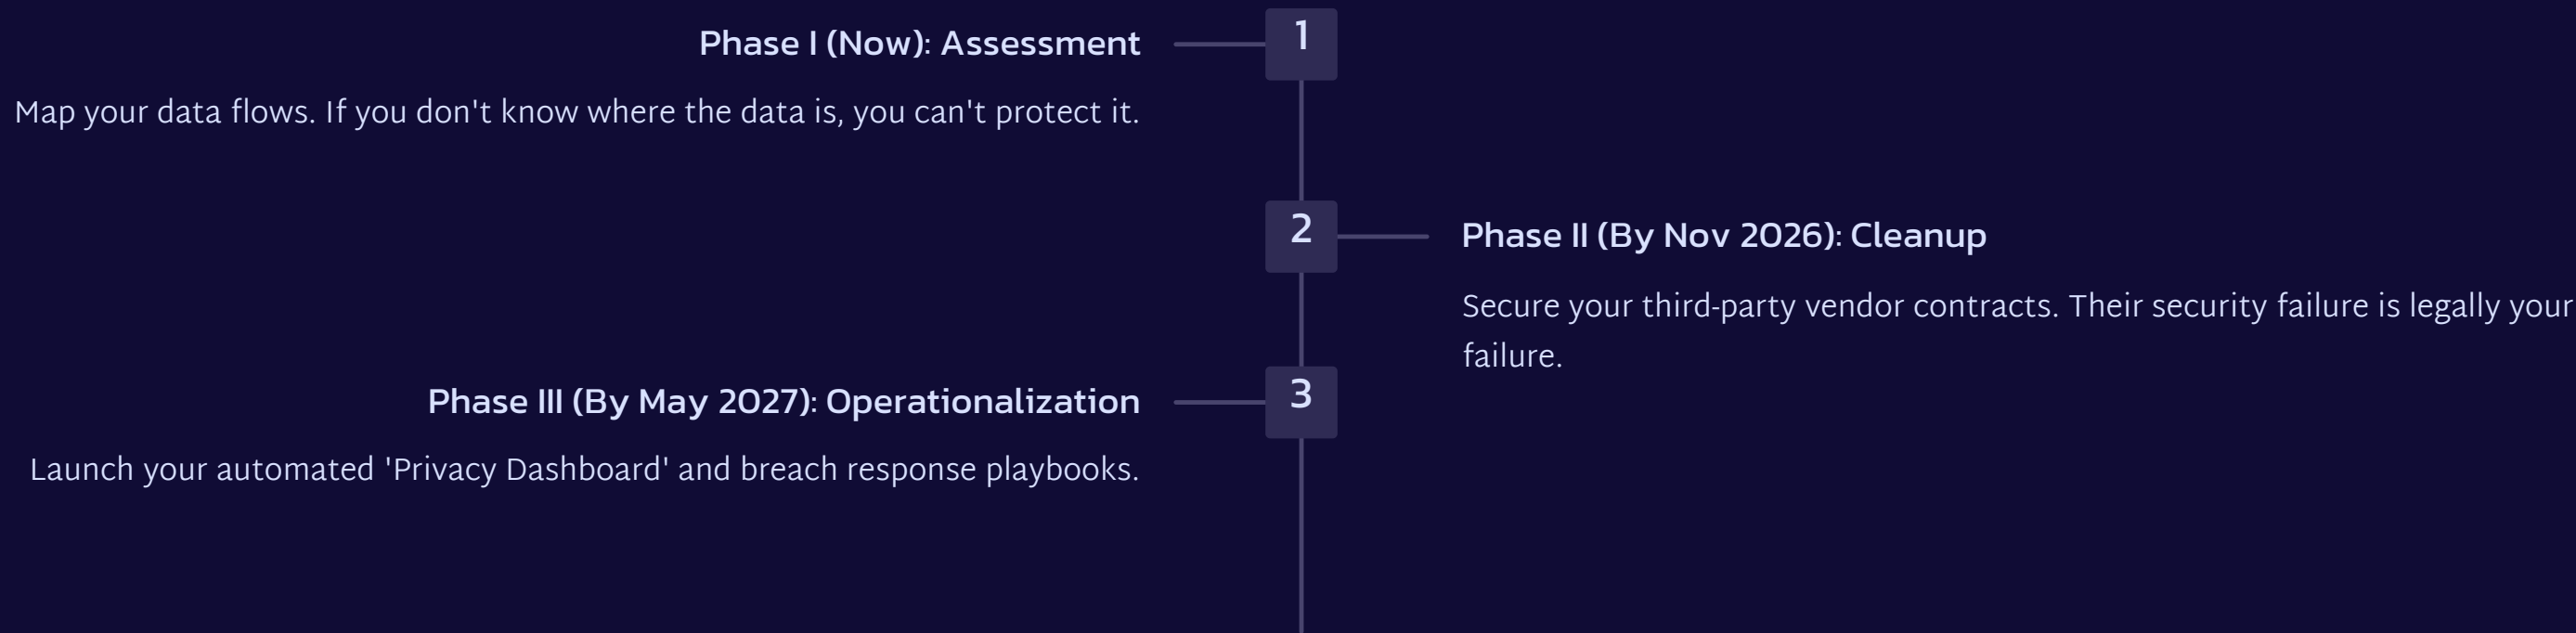 1
Phase I (Now): Assessment
Map your data flows. If you don't know where the data is, you can't protect it.
2
Phase II (By Nov 2026): Cleanup
Secure your third-party vendor contracts. Their security failure is legally your
failure.
3
Phase III (By May 2027): Operationalization
Launch your automated 'Privacy Dashboard' and breach response playbooks.